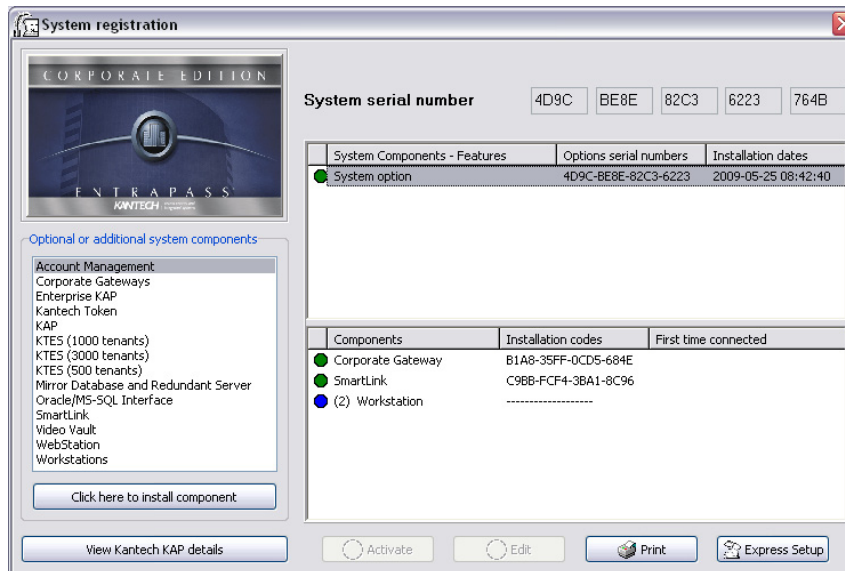 System registration
CORPORATE EDITION
ENTRAPASS
KANTECH
System serial number 4D9C BE8E 82C3 6223 764B
System Components - Features Options serial numbers Installation dates
System option 4D9C-BE8E-82C3-6223 2009-05-25 08:42:40
Optional or additional system components
Account Management
Corporate Gateways
Enterprise KAP
Kantech Token
KAP
KTES (1000 tenants)
KTES (3000 tenants)
KTES (500 tenants)
Mirror Database and Redundant Server
Oracle/MS-SQL Interface
SmartLink
Video Vault
WebStation
Workstations
Click here to install component
View Kantech KAP details
Components Installation codes First time connected
Corporate Gateway B1A8-35FF-0CD5-684E
SmartLink C9BB-FCF4-3BA1-8C96
(2) Workstation -------------------
Activate Edit Print Express Setup